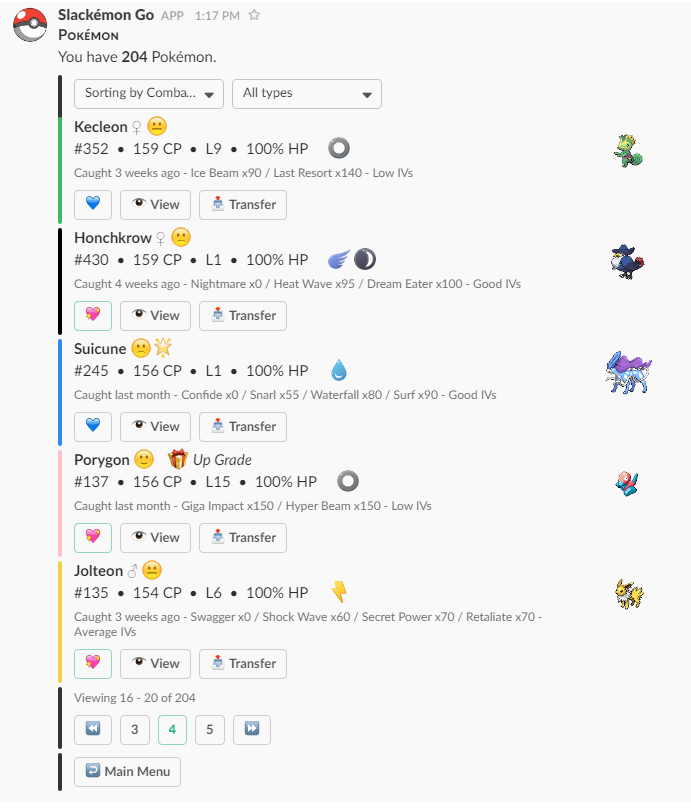 Slackémon Go APP 1:17 PM
Pokémon
You have 204 Pokémon.
Sorting by Comba... All types
Kecleon ♀
#352 • 159 CP • L9 • 100% HP
Caught 3 weeks ago - Ice Beam x90 / Last Resort x140 - Low IVs
View Transfer
Honchkrow ♀
#430 • 159 CP • L1 • 100% HP
Caught 4 weeks ago - Nightmare x0 / Heat Wave x95 / Dream Eater x100 - Good IVs
View Transfer
Suicune
#245 • 156 CP • L1 • 100% HP
Caught last month - Confide x0 / Snarl x55 / Waterfall x80 / Surf x90 - Good IVs
View Transfer
Porygon Up Grade
#137 • 156 CP • L15 • 100% HP
Caught last month - Giga Impact x150 / Hyper Beam x150 - Low IVs
View Transfer
Jolteon ♂
#135 • 154 CP • L6 • 100% HP
Caught 3 weeks ago - Swagger x0 / Shock Wave x60 / Secret Power x70 / Retaliate x70 -
Average IVs
View Transfer
Viewing 16 - 20 of 204
3 4 5
Main Menu